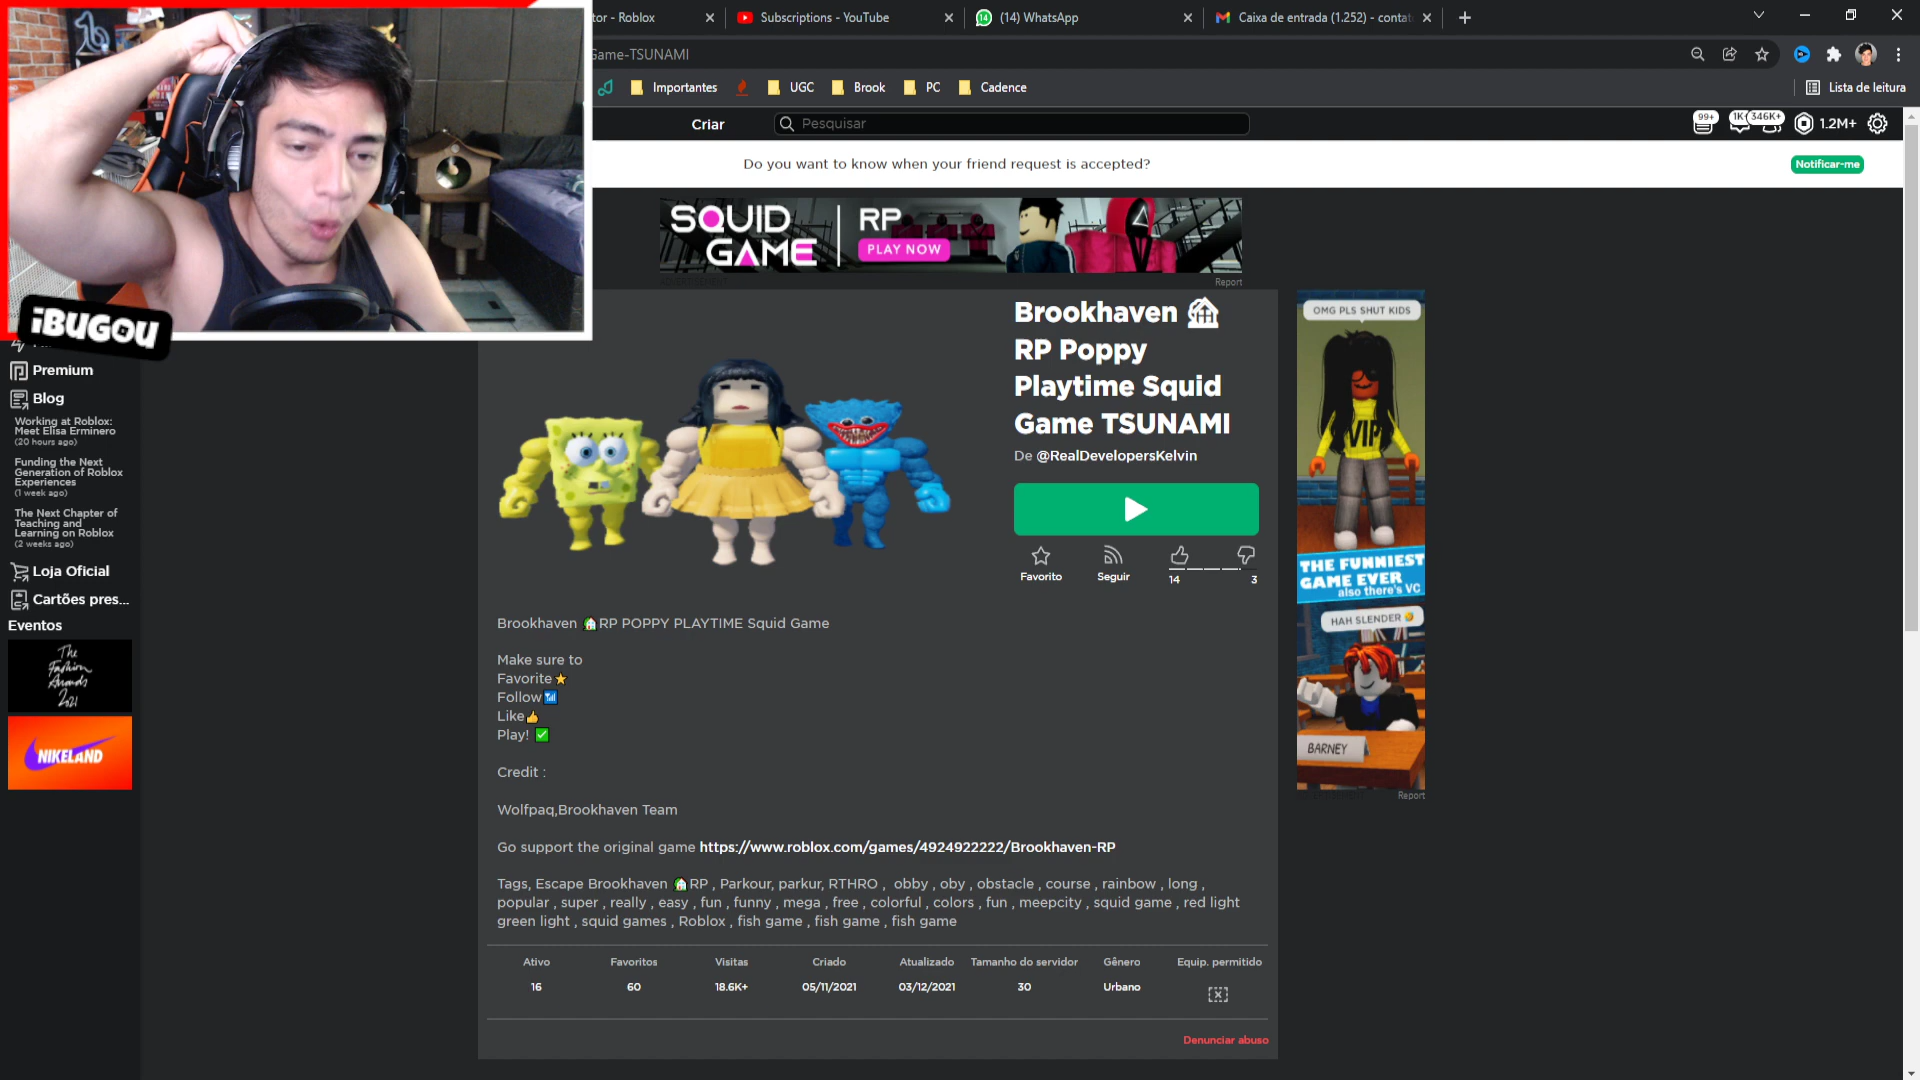 tor - Roblox
Subscriptions - YouTube
(14) WhatsApp
Caixa de entrada (1.252) - contat
Game-TSUNAMI
Importantes
UGC
Brook
PC
Cadence
Lista de leitura
Criar
Pesquisar
99+
1K+
346K+
1.2M+
Do you want to know when your friend request is accepted?
Notificar-me
SQUID GAME
RP
PLAY NOW
Report
iBUGOU
Premium
Blog
Working at Roblox:
Meet Elisa Erminero
(20 hours ago)
Funding the Next
Generation of Roblox
Experiences
(1 week ago)
The Next Chapter of
Teaching and
Learning on Roblox
(2 weeks ago)
Loja Oficial
Cartões pres...
Eventos
The
Fashion
Awards
2021
NIKELAND
Brookhaven 🏠
RP Poppy
Playtime Squid
Game TSUNAMI
De @RealDevelopersKelvin
Favorito
Seguir
14
3
Brookhaven 🏠RP POPPY PLAYTIME Squid Game
Make sure to
Favorite⭐
Follow📶
Like👍
Play! ✅
Credit :
Wolfpaq,Brookhaven Team
Go support the original game https://www.roblox.com/games/4924922222/Brookhaven-RP
Tags, Escape Brookhaven 🏠RP , Parkour, parkur, RTHRO , obby , oby , obstacle , course , rainbow , long ,
popular , super , really , easy , fun , funny , mega , free , colorful , colors , fun , meepcity , squid game , red light
green light , squid games , Roblox , fish game , fish game , fish game
Ativo
Favoritos
Visitas
Criado
Atualizado
Tamanho do servidor
Gênero
Equip. permitido
16
60
18.6K+
05/11/2021
03/12/2021
30
Urbano
Denunciar abuso
OMG PLS SHUT KIDS
VIP
THE FUNNIEST
GAME EVER
also there's VC
HAH SLENDER
BARNEY
Report